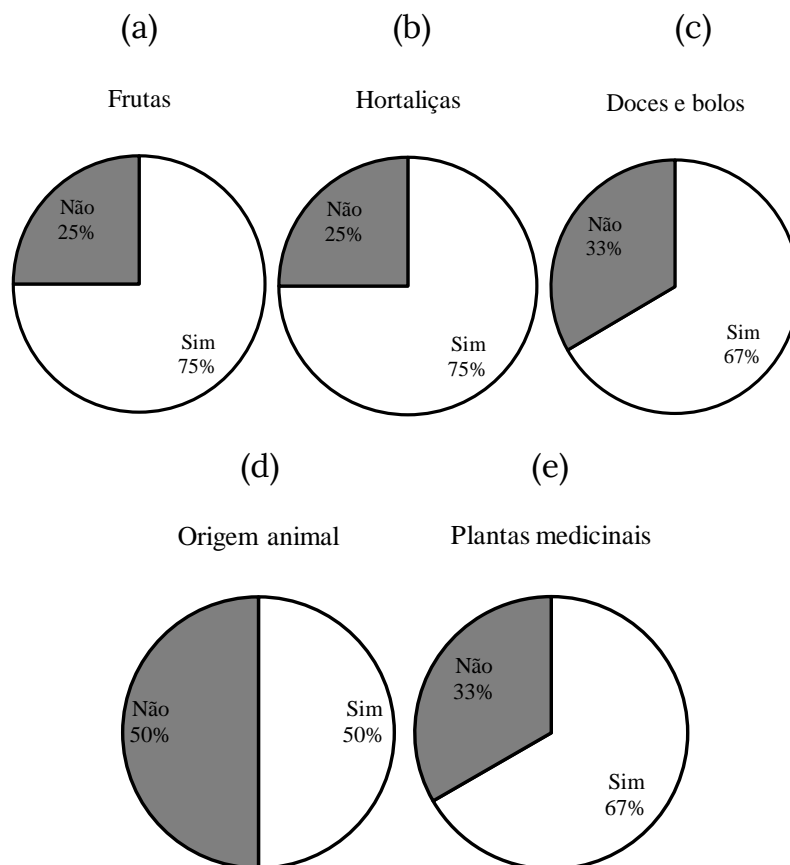 (a)
Frutas
Não
25%
Sim
75%
(b)
Hortaliças
Não
25%
Sim
75%
(c)
Doces e bolos
Não
33%
Sim
67%
(d)
Origem animal
Não
50%
Sim
50%
(e)
Plantas medicinais
Não
33%
Sim
67%